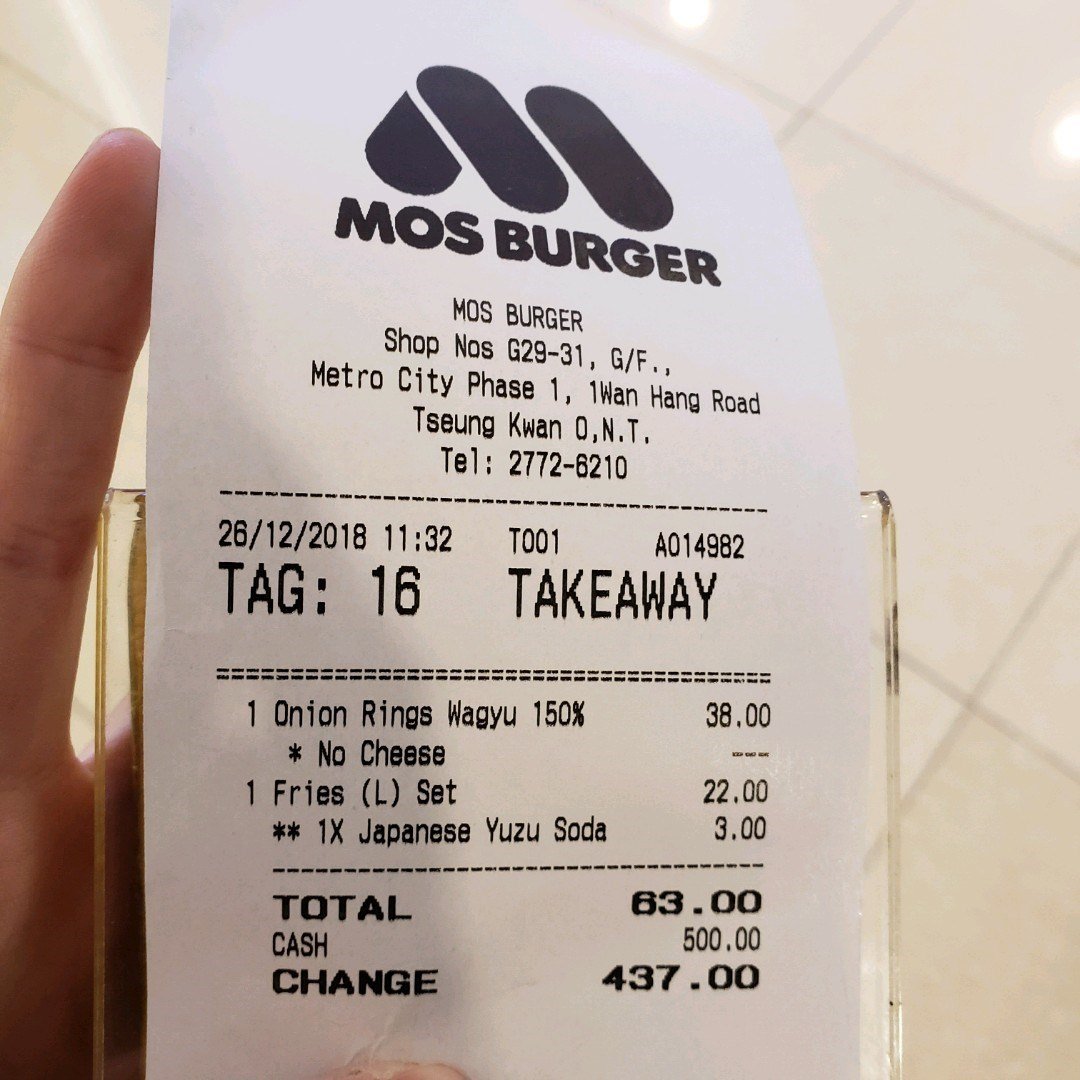 MOS BURGER
MOS BURGER
Shop Nos G29-31, G/F.,
Metro City Phase 1, 1Wan Hang Road
Tseung Kwan O,N.T.
Tel: 2772-6210
26/12/2018 11:32 T001 A014982
TAG: 16 TAKEAWAY
1 Onion Rings Wagyu 150% 38.00
* No Cheese ---
1 Fries (L) Set 22.00
** 1X Japanese Yuzu Soda 3.00
TOTAL 63.00
CASH 500.00
CHANGE 437.00